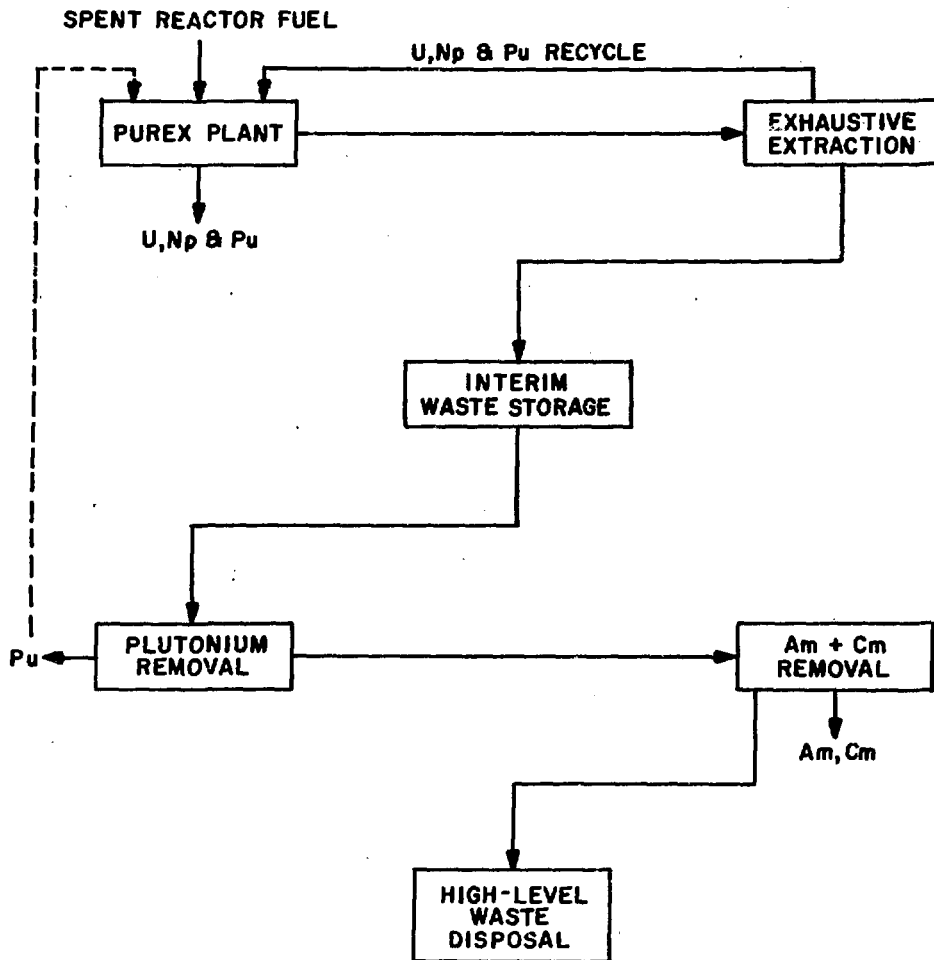 SPENT REACTOR FUEL
U,Np & Pu RECYCLE
PUREX PLANT
EXHAUSTIVE
EXTRACTION
U,Np & Pu
INTERIM
WASTE STORAGE
Pu
PLUTONIUM
REMOVAL
Am + Cm
REMOVAL
Am, Cm
HIGH-LEVEL
WASTE
DISPOSAL